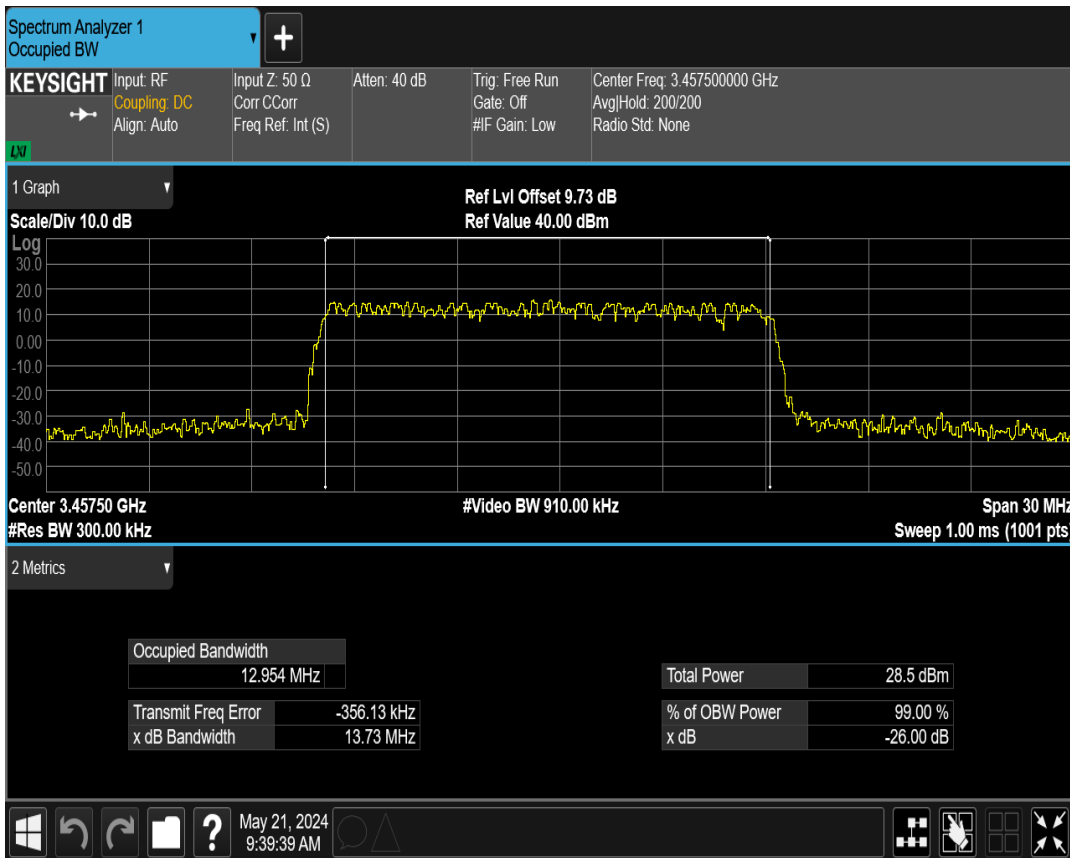 Spectrum Analyzer 1
Occupied BW
KEYSIGHT
Input: RF
Coupling: DC
Align: Auto
Input Z: 50 Ω
Corr CCorr
Freq Ref: Int (S)
Atten: 40 dB
Trig: Free Run
Gate: Off
#IF Gain: Low
Center Freq: 3.457500000 GHz
Avg|Hold: 200/200
Radio Std: None
LXI
1 Graph
Scale/Div 10.0 dB
Ref Lvl Offset 9.73 dB
Ref Value 40.00 dBm
Log
30.0
20.0
10.0
0.00
-10.0
-20.0
-30.0
-40.0
-50.0
Center 3.45750 GHz
#Video BW 910.00 kHz
Span 30 MHz
#Res BW 300.00 kHz
Sweep 1.00 ms (1001 pts)
2 Metrics
Occupied Bandwidth
12.954 MHz
Total Power 28.5 dBm
Transmit Freq Error -356.13 kHz
% of OBW Power 99.00 %
x dB Bandwidth 13.73 MHz
x dB -26.00 dB
?
May 21, 2024
9:39:39 AM